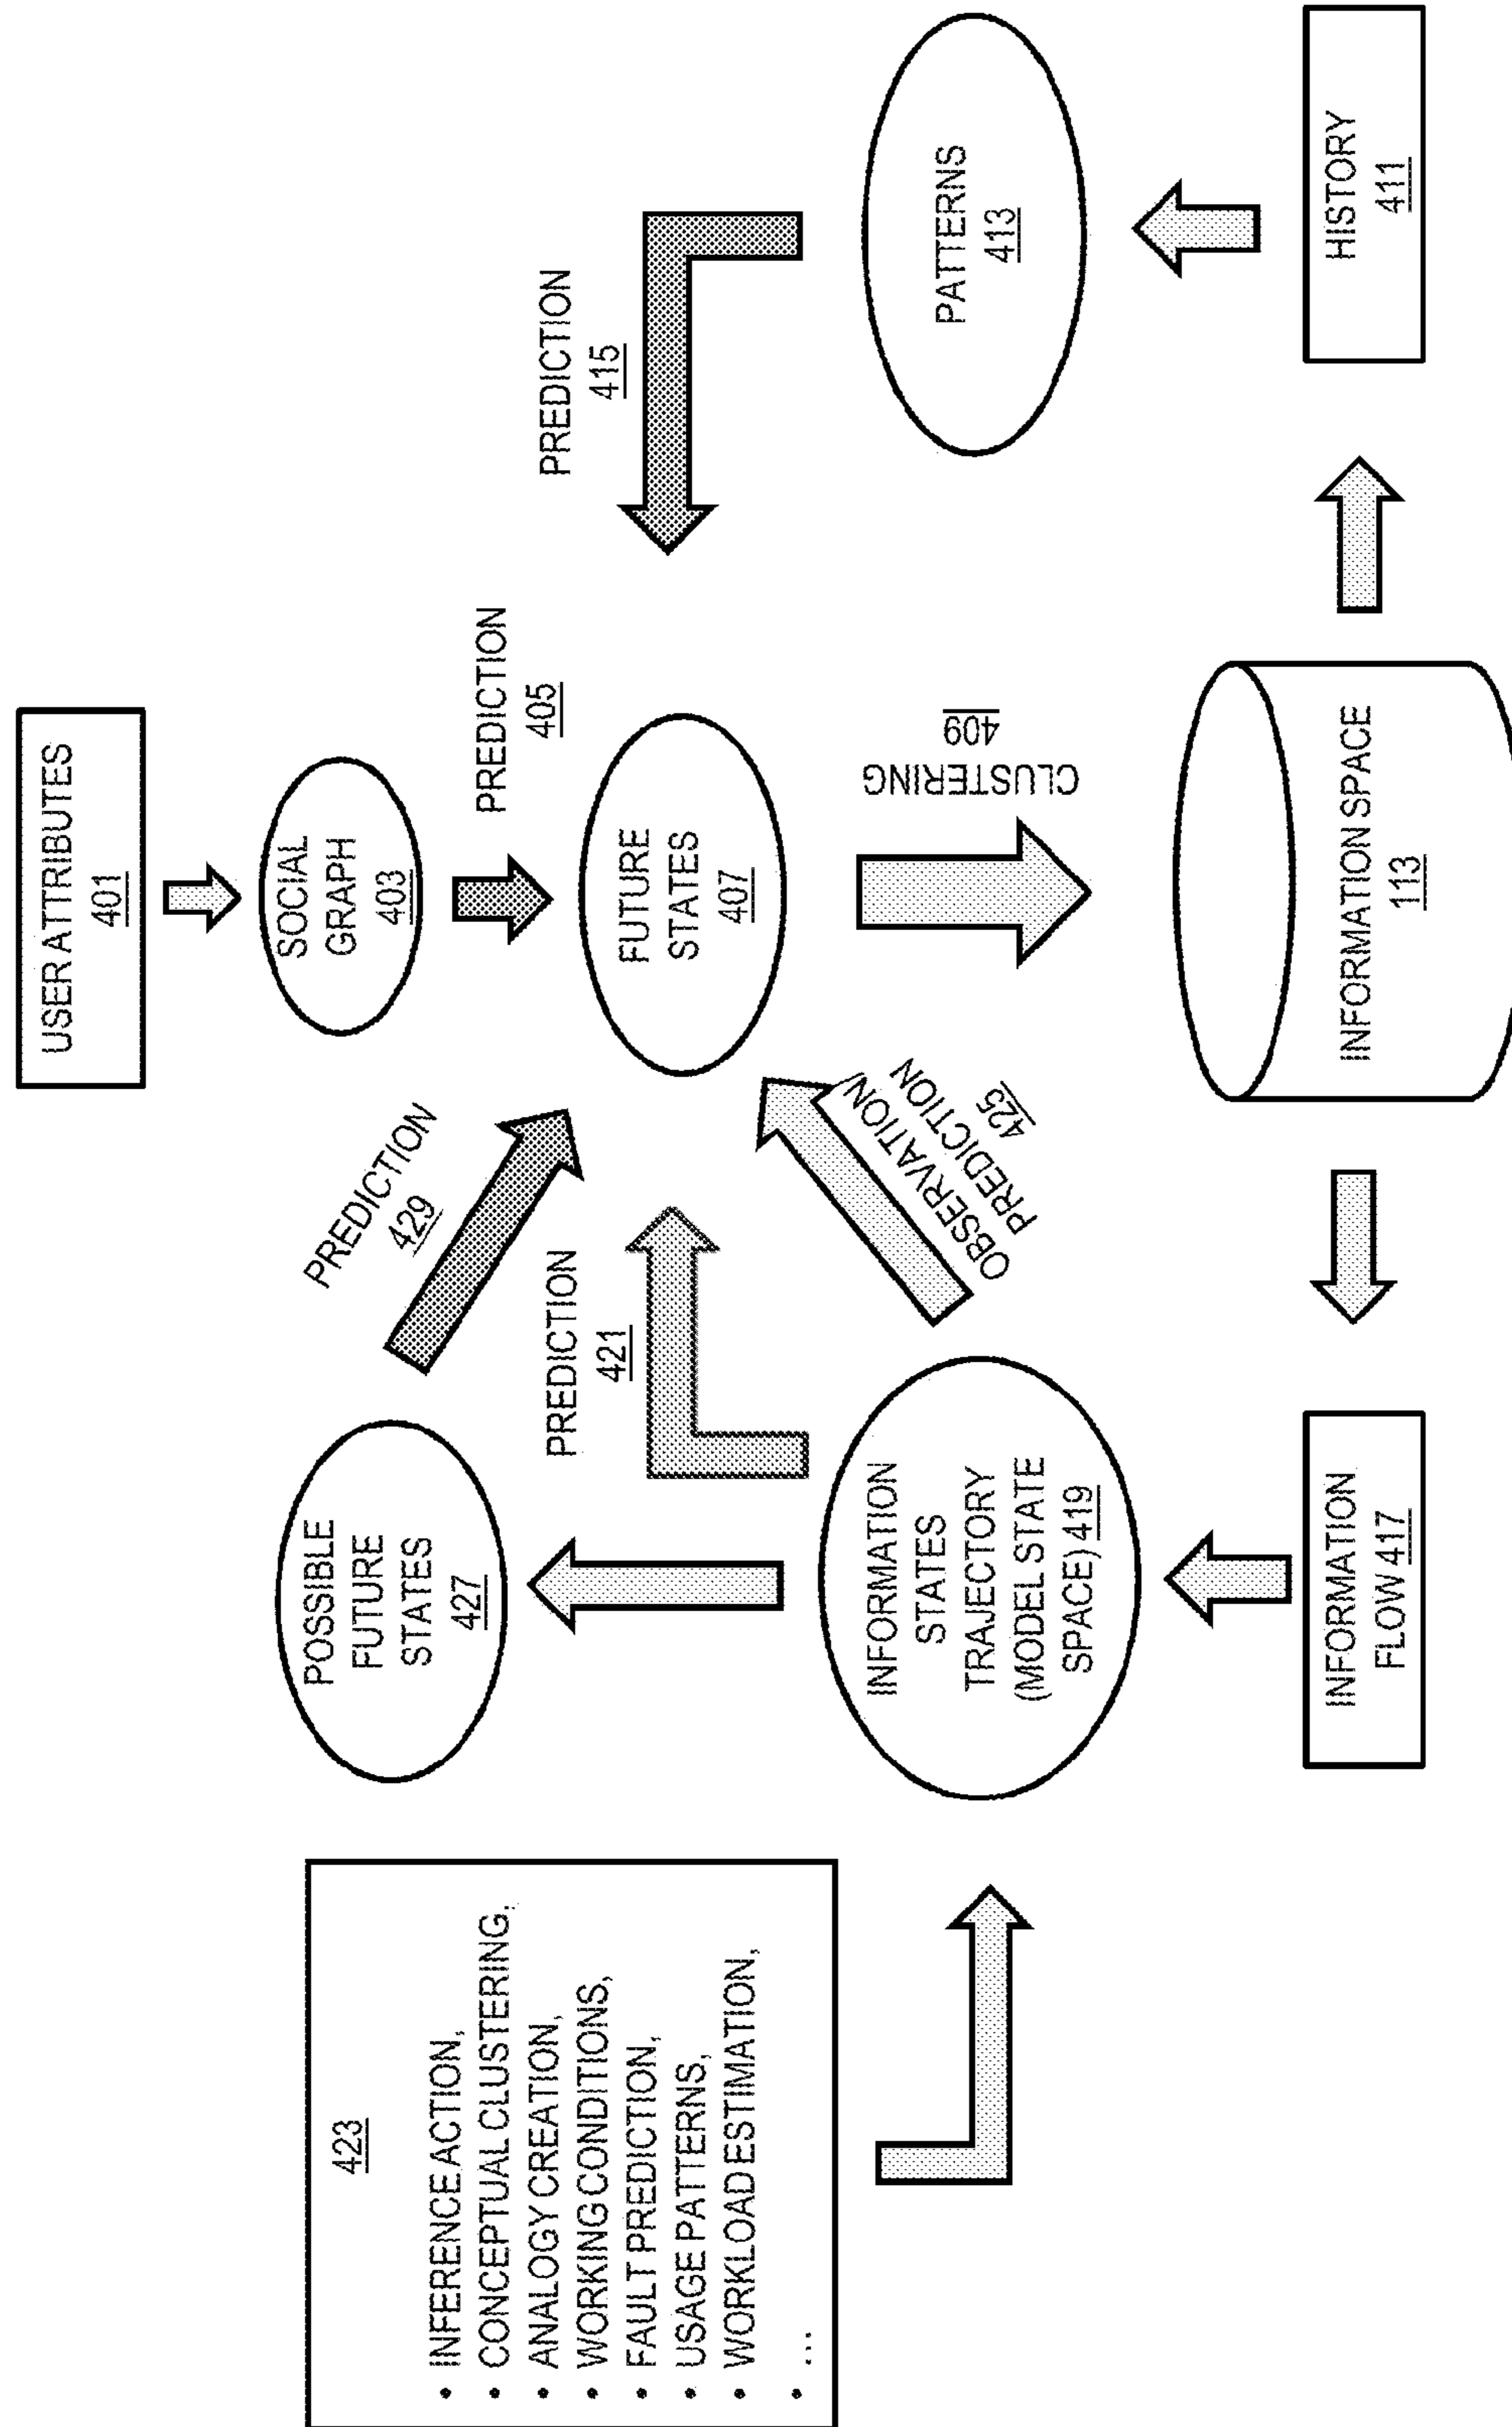 USER ATTRIBUTES
401
SOCIAL
GRAPH
403
PREDICTION
405
PREDICTION
415
PREDICTION
429
PREDICTION
421
POSSIBLE
FUTURE
STATES
427
FUTURE
STATES
407
423
• INFERENCE ACTION,
• CONCEPTUAL CLUSTERING,
• ANALOGY CREATION,
• WORKING CONDITIONS,
• FAULT PREDICTION,
• USAGE PATTERNS,
• WORKLOAD ESTIMATION,
• ...
INFORMATION
STATES
TRAJECTORY
(MODEL STATE
SPACE) 419
OBSERVATION/
PREDICTION
425
CLUSTERING
409
PATTERNS
413
INFORMATION
FLOW 417
INFORMATION SPACE
113
HISTORY
411